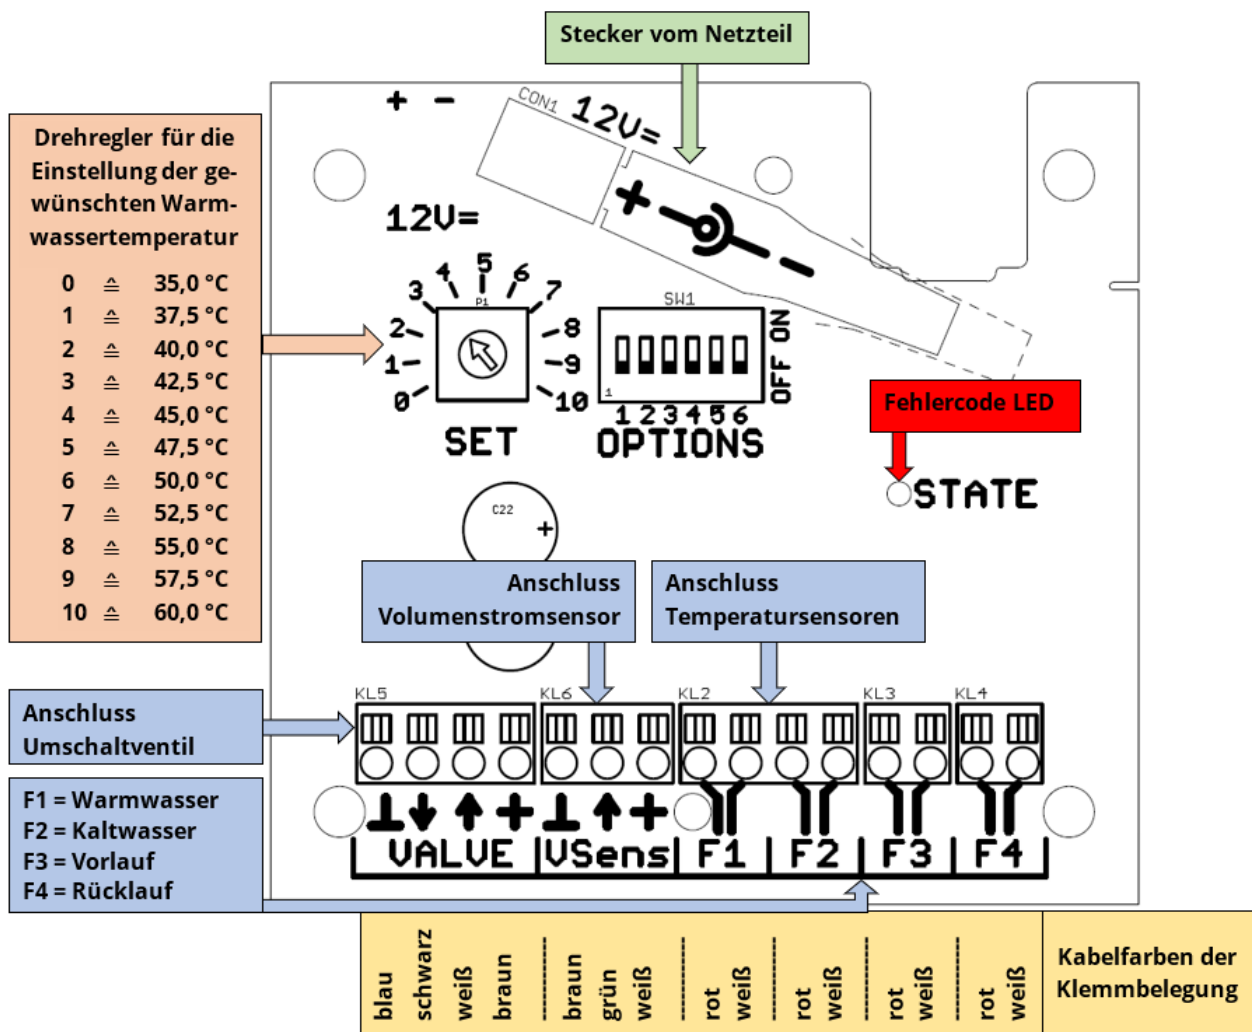 Stecker vom Netzteil
+ -
CON1
12V=
+ -
12V=
Drehregler für die
Einstellung der ge-
wünschten Warm-
wassertemperatur
0 ≙ 35,0 °C
1 ≙ 37,5 °C
2 ≙ 40,0 °C
3 ≙ 42,5 °C
4 ≙ 45,0 °C
5 ≙ 47,5 °C
6 ≙ 50,0 °C
7 ≙ 52,5 °C
8 ≙ 55,0 °C
9 ≙ 57,5 °C
10 ≙ 60,0 °C
0 1 2 3 4 5 6 7 8 9 10
P1
SET
SW1
1
1 2 3 4 5 6
OFF ON
OPTIONS
Fehlercode LED
STATE
C22
+
Anschluss
Volumenstromsensor
Anschluss
Temperatursensoren
Anschluss
Umschaltventil
KL5 KL6 KL2 KL3 KL4
F1 = Warmwasser
F2 = Kaltwasser
F3 = Vorlauf
F4 = Rücklauf
⊥ ↓ ↑ + ⊥ ↑ +
VALVE VSens F1 F2 F3 F4
blau schwarz weiß braun braun grün weiß rot weiß rot weiß rot weiß rot weiß
Kabelfarben der
Klemmbelegung